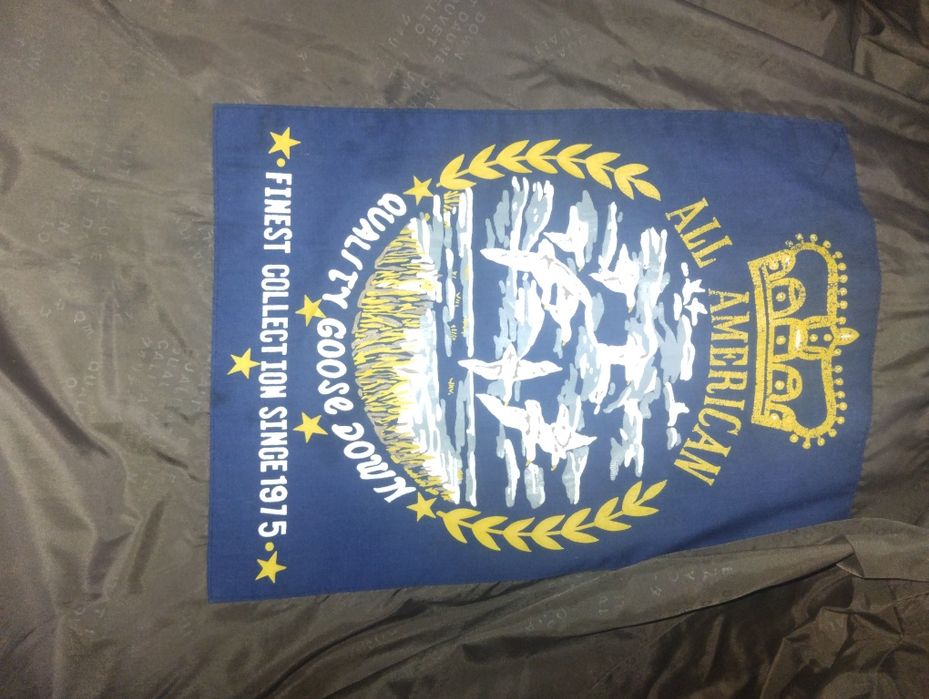 ALL AMERICAN
QUALITY GOOSE DOWN
• FINEST COLLECTION SINCE 1975 •